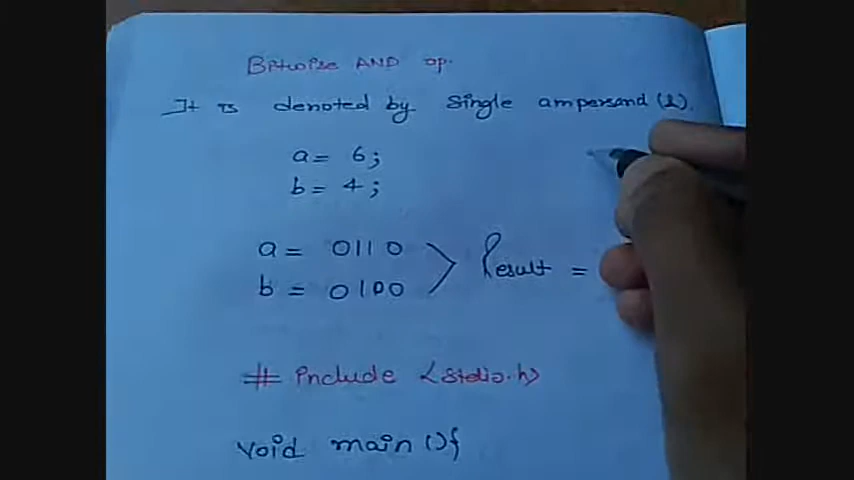 Bitwise AND op.
It is denoted by single ampersand (&).
a = 6;
b = 4;
a = 0110
b = 0100
Result =
# include <stdio.h>
void main(){